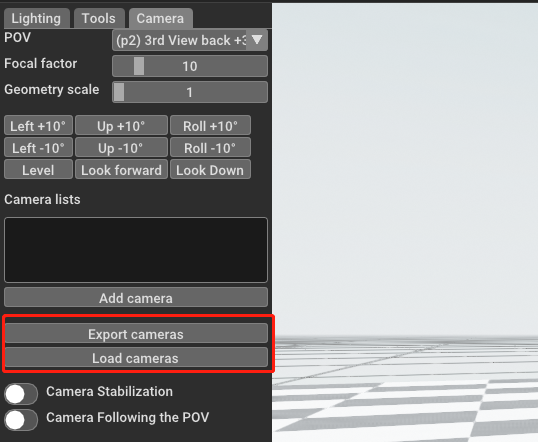 Lighting Tools Camera
POV (p2) 3rd View back +3
Focal factor 10
Geometry scale 1
Left +10° Up +10° Roll +10°
Left -10° Up -10° Roll -10°
Level Look forward Look Down
Camera lists
Add camera
Export cameras
Load cameras
Camera Stabilization
Camera Following the POV